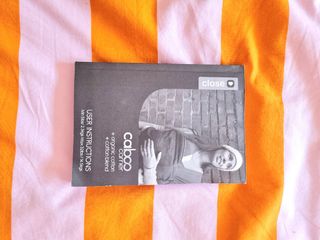 close
caboo
carrier
+ organic cotton
+ cotton blend
USER INSTRUCTIONS